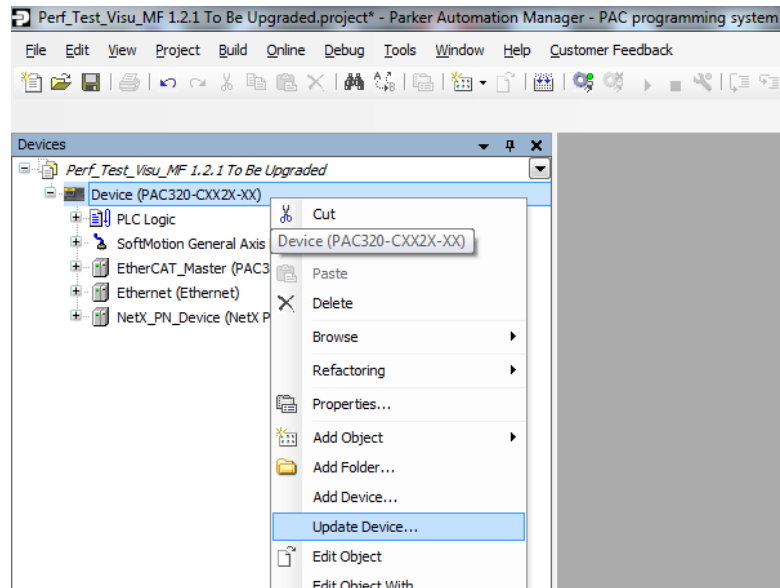 Perf_Test_Visu_MF 1.2.1 To Be Upgraded.project* - Parker Automation Manager - PAC programming system
File Edit View Project Build Online Debug Tools Window Help Customer Feedback
Devices
Perf_Test_Visu_MF 1.2.1 To Be Upgraded
Device (PAC320-CXX2X-XX)
PLC Logic
SoftMotion General Axis
EtherCAT_Master (PAC3
Ethernet (Ethernet)
NetX_PN_Device (NetX P
Cut
Device (PAC320-CXX2X-XX)
Paste
Delete
Browse
Refactoring
Properties...
Add Object
Add Folder...
Add Device...
Update Device...
Edit Object
Edit Object With